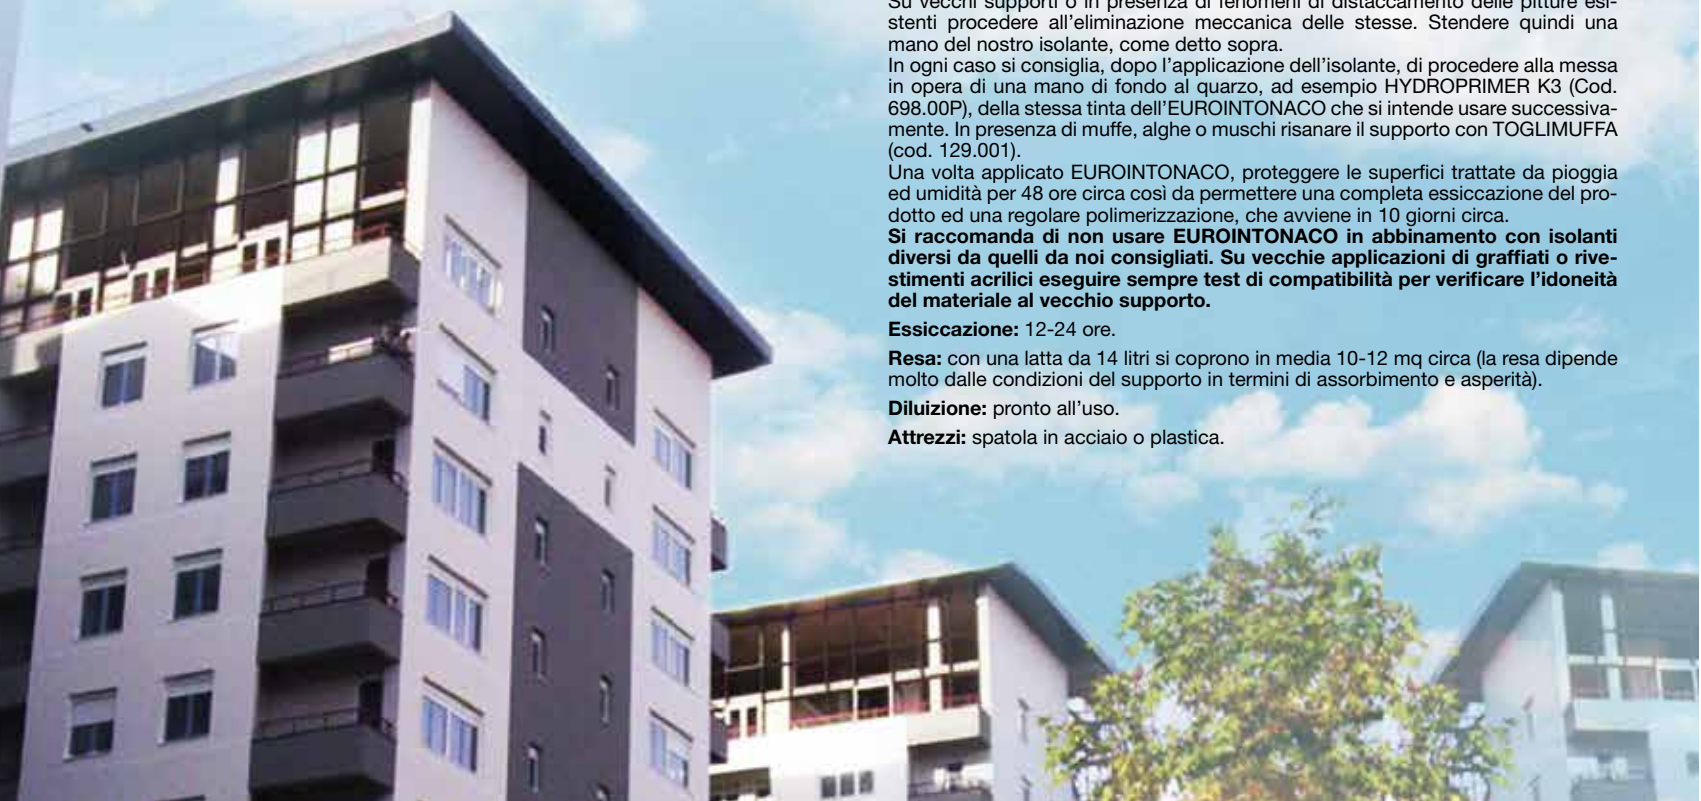 Su vecchi supporti o in presenza di fenomeni di distaccamento delle pitture esi-
stenti procedere all’eliminazione meccanica delle stesse. Stendere quindi una
mano del nostro isolante, come detto sopra.
In ogni caso si consiglia, dopo l’applicazione dell’isolante, di procedere alla messa
in opera di una mano di fondo al quarzo, ad esempio HYDROPRIMER K3 (Cod.
698.00P), della stessa tinta dell’EUROINTONACO che si intende usare successiva-
mente. In presenza di muffe, alghe o muschi risanare il supporto con TOGLIMUFFA
(cod. 129.001).
Una volta applicato EUROINTONACO, proteggere le superfici trattate da pioggia
ed umidità per 48 ore circa così da permettere una completa essiccazione del pro-
dotto ed una regolare polimerizzazione, che avviene in 10 giorni circa.
Si raccomanda di non usare EUROINTONACO in abbinamento con isolanti
diversi da quelli da noi consigliati. Su vecchie applicazioni di graffiati o rive-
stimenti acrilici eseguire sempre test di compatibilità per verificare l’idoneità
del materiale al vecchio supporto.
Essiccazione: 12-24 ore.
Resa: con una latta da 14 litri si coprono in media 10-12 mq circa (la resa dipende
molto dalle condizioni del supporto in termini di assorbimento e asperità).
Diluizione: pronto all’uso.
Attrezzi: spatola in acciaio o plastica.